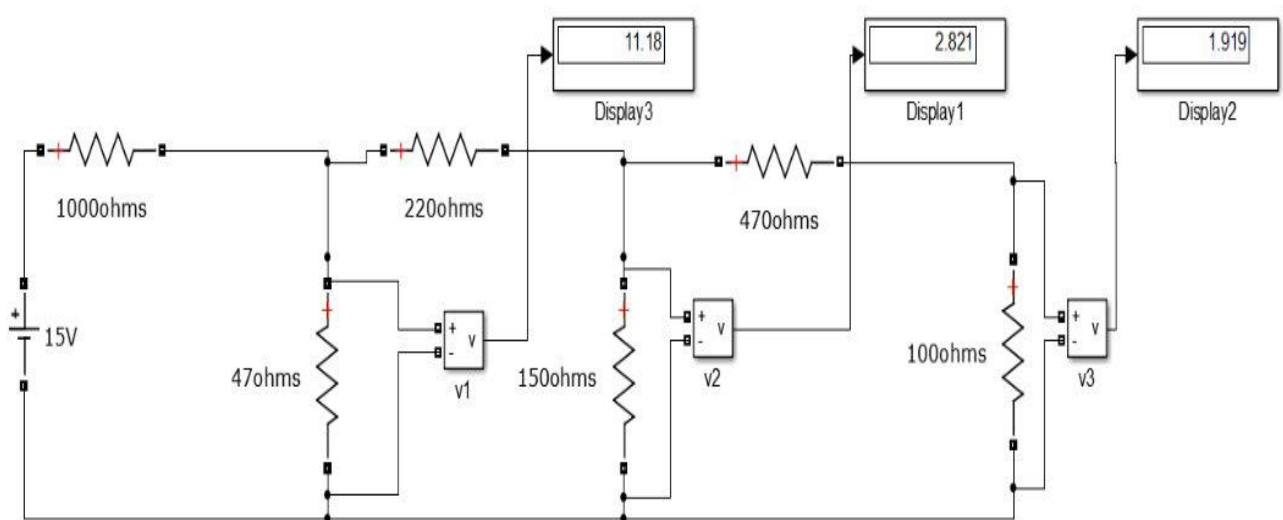 11.18
2.821
1.919
Display3
Display1
Display2
1000ohms
220ohms
470ohms
15V
47ohms
+
-
v
v1
150ohms
+
-
v
v2
100ohms
+
-
v
v3